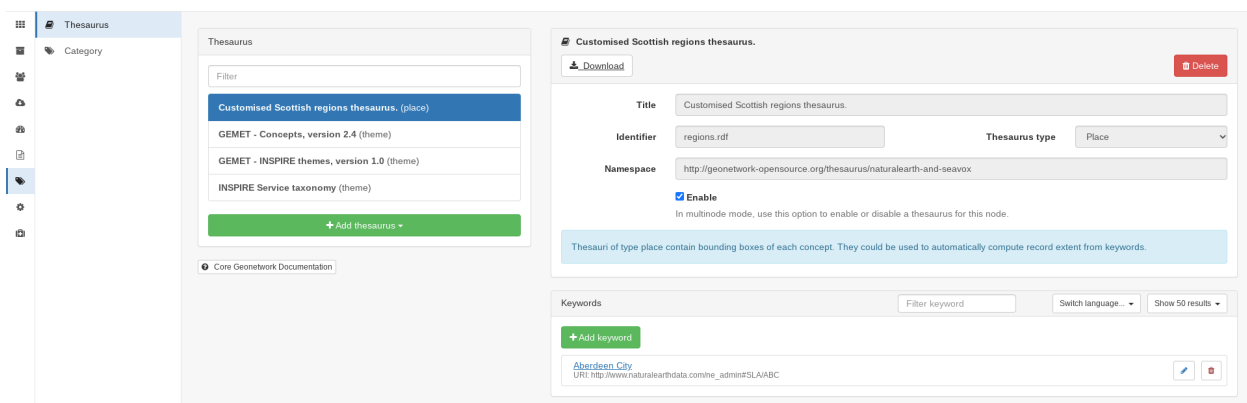 Thesaurus
Category
Thesaurus
Filter
Customised Scottish regions thesaurus. (place)
GEMET - Concepts, version 2.4 (theme)
GEMET - INSPIRE themes, version 1.0 (theme)
INSPIRE Service taxonomy (theme)
Add thesaurus
Core Geonetwork Documentation
Customised Scottish regions thesaurus.
Download
Delete
Title Customised Scottish regions thesaurus.
Identifier regions.rdf Thesaurus type Place
Namespace http://geonetwork-opensource.org/thesaurus/naturalearth-and-seavox
Enable
In multinode mode, use this option to enable or disable a thesaurus for this node.
Thesauri of type place contain bounding boxes of each concept. They could be used to automatically compute record extent from keywords.
Keywords Filter keyword Switch language... Show 50 results
Add keyword
Aberdeen City
URI: http://www.naturalearthdata.com/ne_admin#SLA/ABC